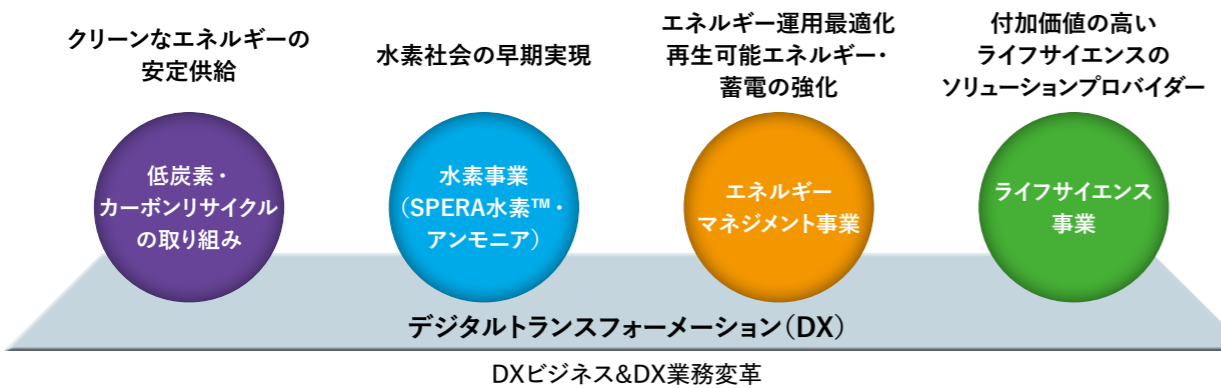 クリーンなエネルギーの
安定供給
水素社会の早期実現
エネルギー運用最適化
再生可能エネルギー・
蓄電の強化
付加価値の高い
ライフサイエンスの
ソリューションプロバイダー
低炭素・
カーボンリサイクル
の取り組み
水素事業
（SPERA水素™・
アンモニア）
エネルギー
マネジメント事業
ライフサイエンス
事業
デジタルトランスフォーメーション（DX）
DXビジネス&DX業務変革